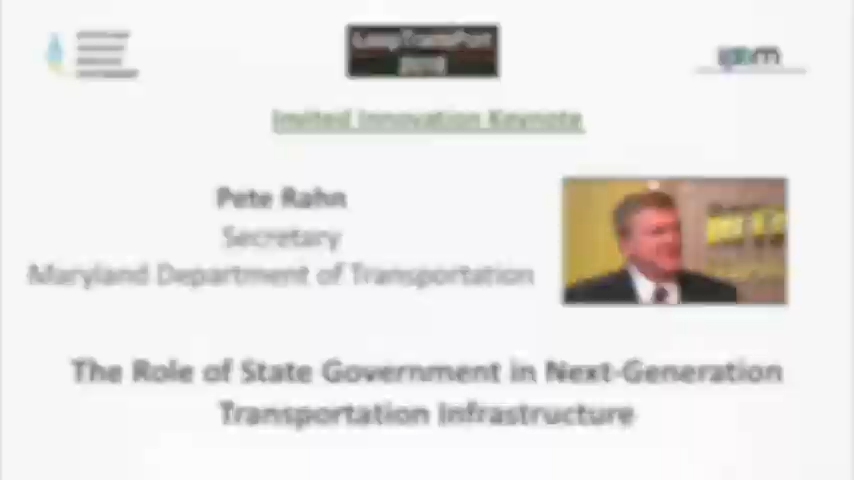 Invited Innovation Keynote
Pete Rahn
Secretary
Maryland Department of Transportation
The Role of State Government in Next-Generation
Transportation Infrastructure